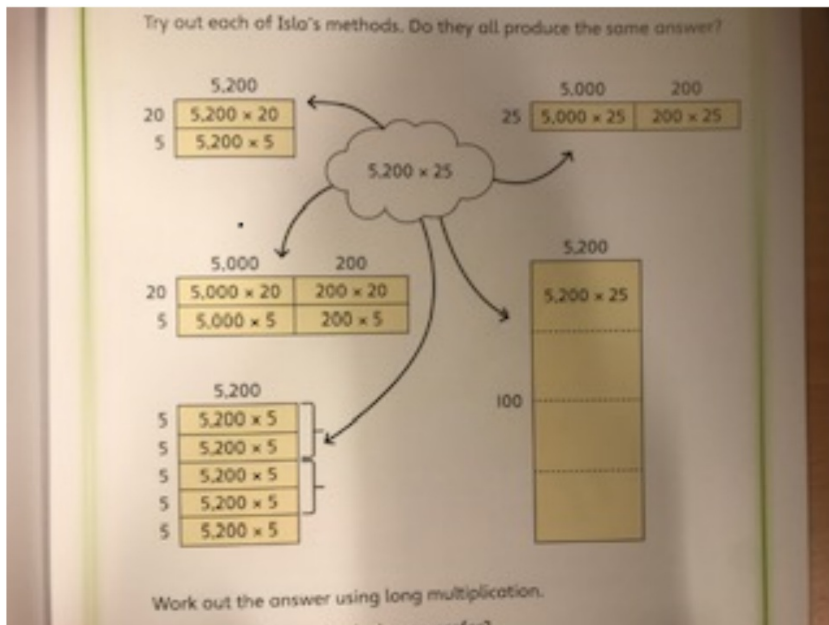 Try out each of Isla's methods. Do they all produce the same answer?
5,200
20 5,200 × 20
5 5,200 × 5
5,000 200
25 5,000 × 25 200 × 25
5,200 × 25
5,000 200
20 5,000 × 20 200 × 20
5 5,000 × 5 200 × 5
5,200
5,200 × 25
100
5,200
5 5,200 × 5
5 5,200 × 5
5 5,200 × 5
5 5,200 × 5
5 5,200 × 5
Work out the answer using long multiplication.